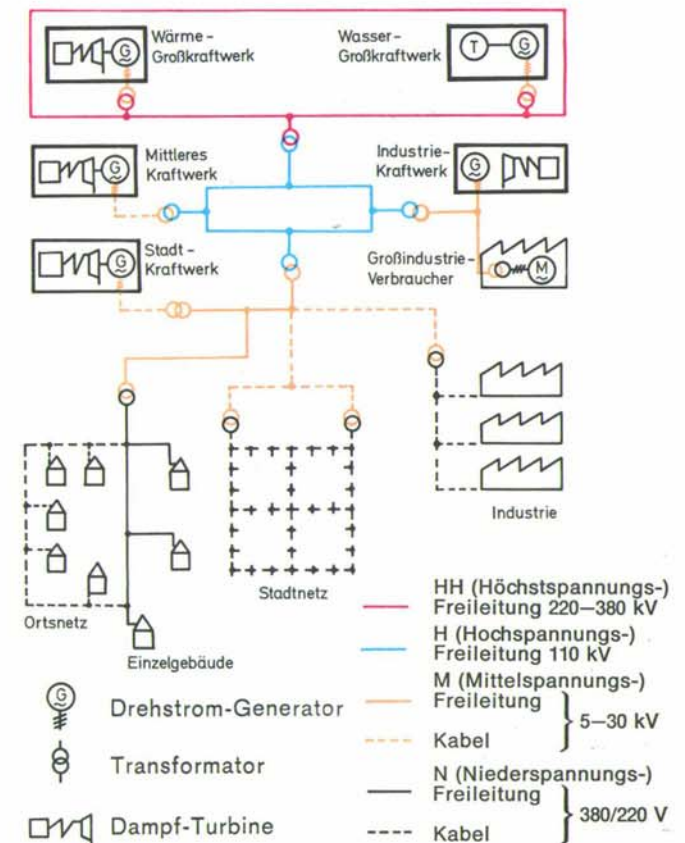 Wärme-
Großkraftwerk
G
Wasser-
Großkraftwerk
T
G
Mittleres
Kraftwerk
G
Industrie-
Kraftwerk
G
Stadt-
Kraftwerk
G
Großindustrie-
Verbraucher
M
Industrie
Stadtnetz
Ortsnetz
Einzelgebäude
HH (Höchstspannungs-)
Freileitung 220—380 kV
H (Hochspannungs-)
Freileitung 110 kV
M (Mittelspannungs-)
Freileitung
5—30 kV
Kabel
N (Niederspannungs-)
Freileitung
380/220 V
Kabel
G
Drehstrom-Generator
Transformator
Dampf-Turbine